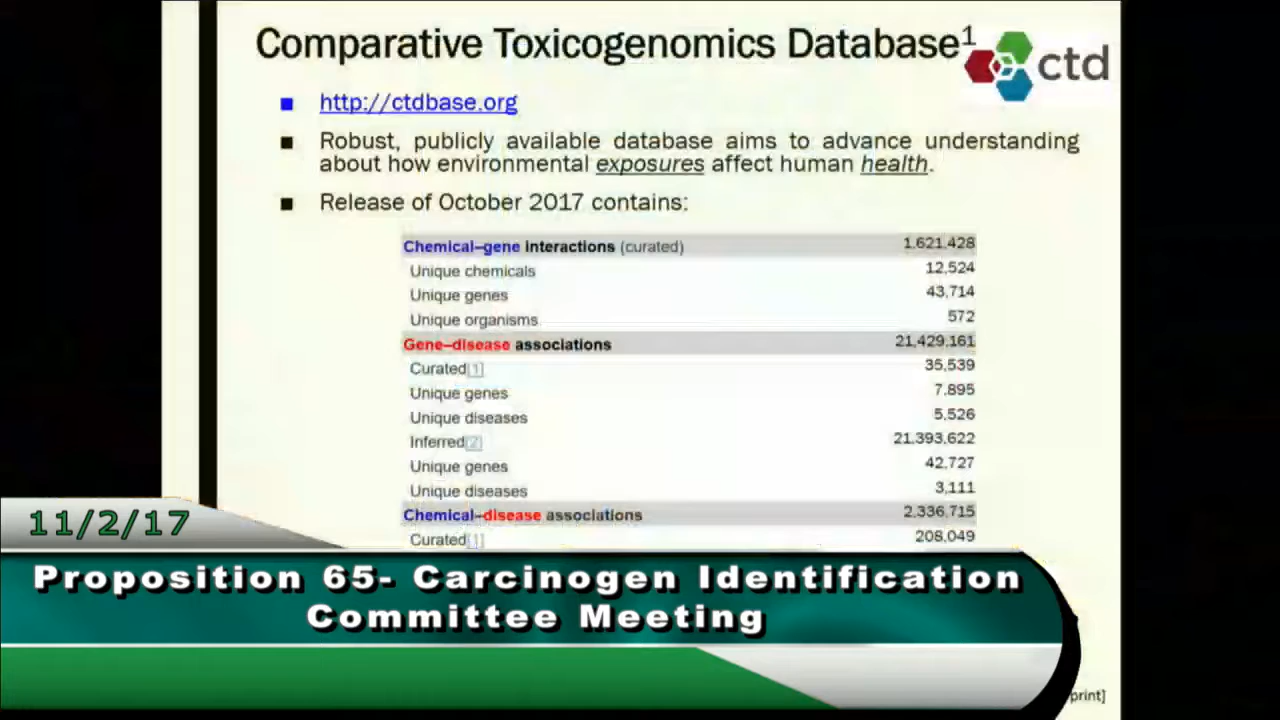 Comparative Toxicogenomics Database1
ctd
■ http://ctdbase.org
■ Robust, publicly available database aims to advance understanding
about how environmental exposures affect human health.
■ Release of October 2017 contains:
Chemical–gene interactions (curated) 1,621,428
Unique chemicals 12,524
Unique genes 43,714
Unique organisms 572
Gene–disease associations 21,429,161
Curated[1] 35,539
Unique genes 7,895
Unique diseases 5,526
Inferred[2] 21,393,622
Unique genes 42,727
Unique diseases 3,111
Chemical–disease associations 2,336,715
Curated[1] 208,049
11/2/17
Proposition 65- Carcinogen Identification
Committee Meeting
print]